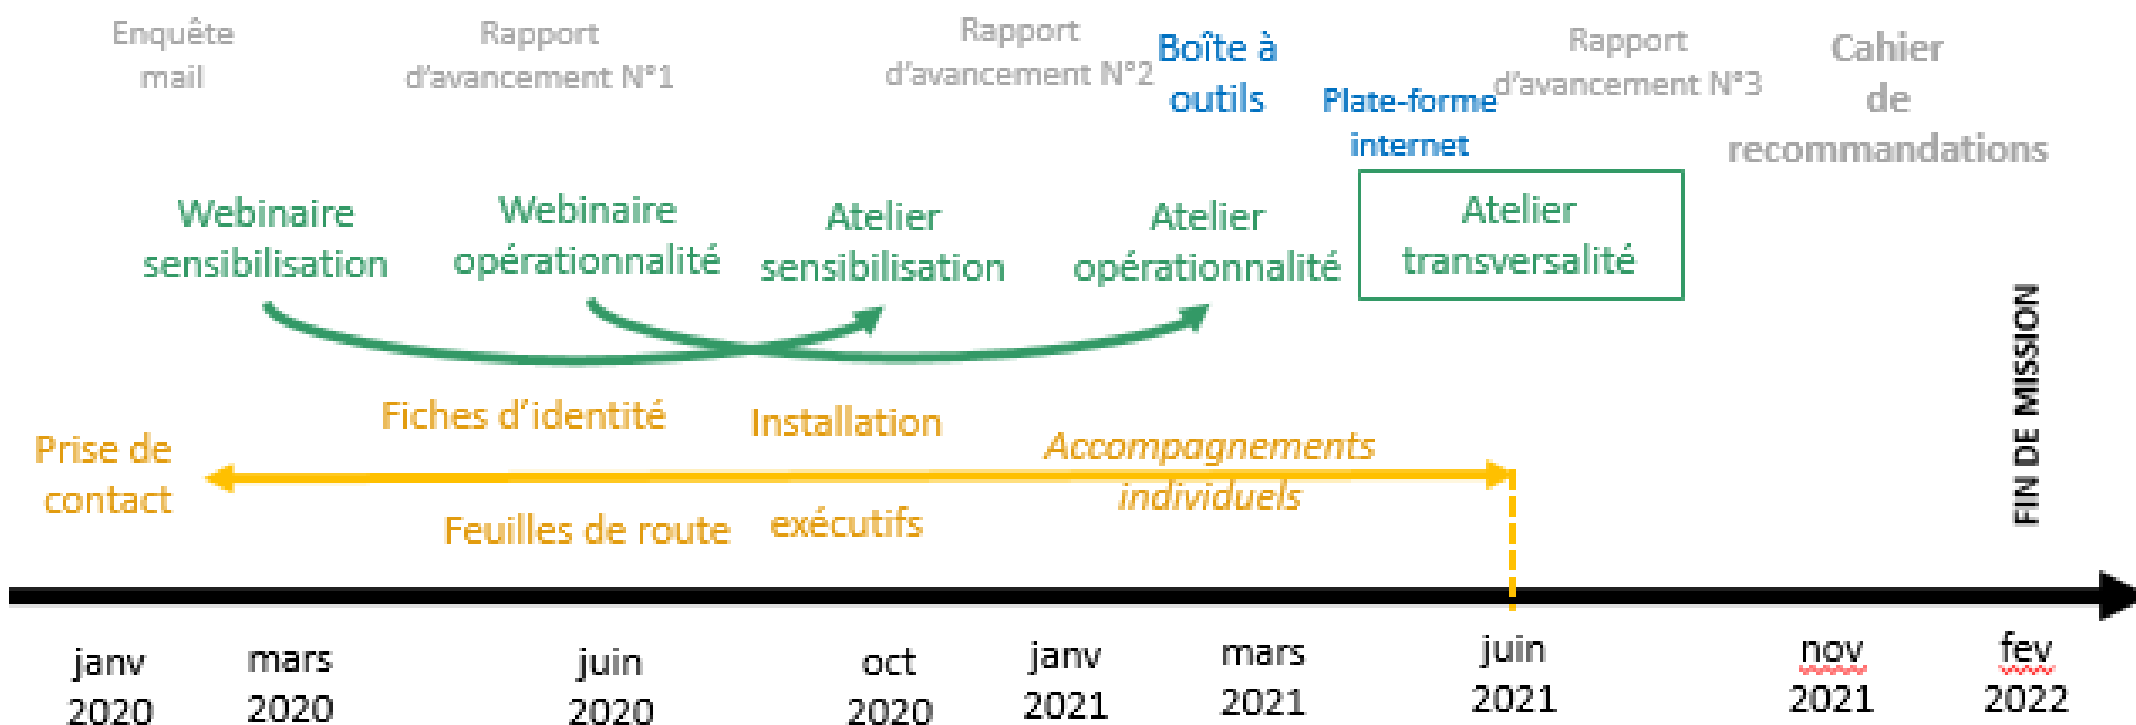 Enquête
mail
Rapport
d'avancement N°1
Rapport
d'avancement N°2
Boîte à
outils
Plate-forme
internet
Rapport
d'avancement N°3
Cahier
de
recommandations
Webinaire
sensibilisation
Webinaire
opérationnalité
Atelier
sensibilisation
Atelier
opérationnalité
Atelier
transversalité
FIN DE MISSION
Prise de
contact
Fiches d'identité
Feuilles de route
Installation
exécutifs
Accompagnements
individuels
janv
2020
mars
2020
juin
2020
oct
2020
janv
2021
mars
2021
juin
2021
nov
2021
fev
2022